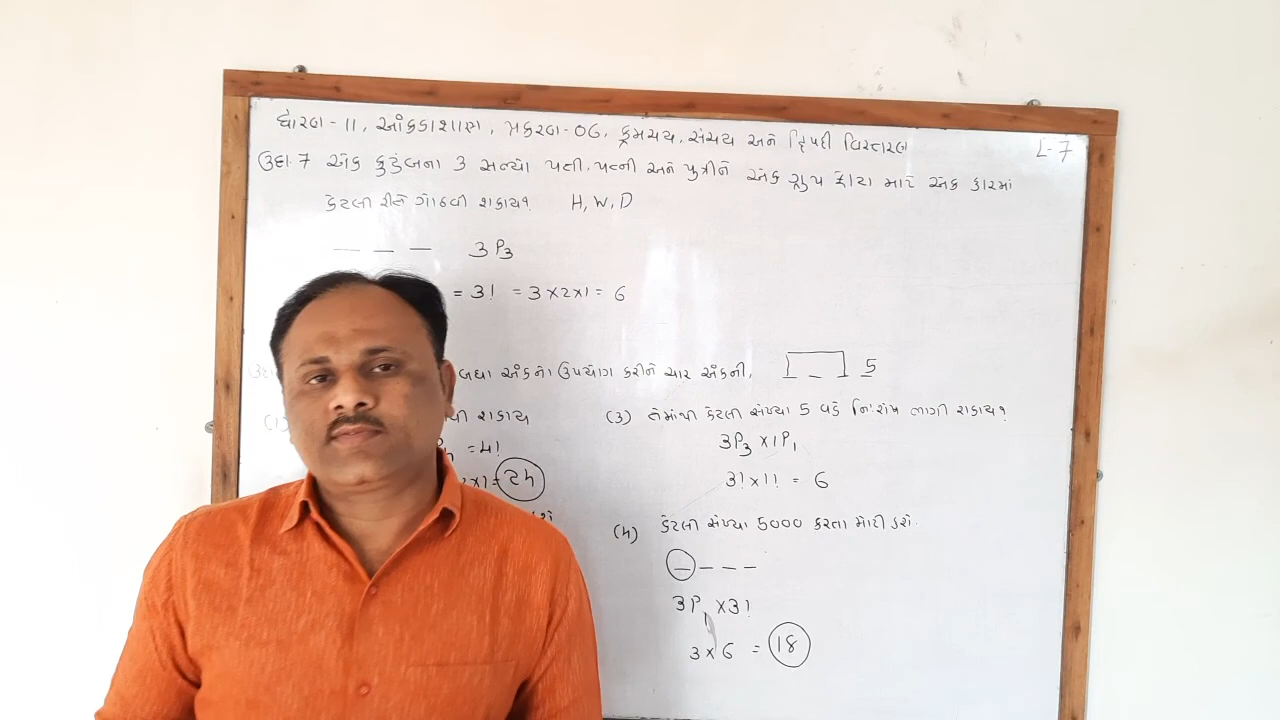 ધોરણ-11, આંકડાશાસ્ત્ર, પ્રકરણ-06, ક્રમચય, સંચય અને દ્વિપદી વિસ્તરણ
L-7
ઉદા.7 એક કુટુંબના 3 સભ્યો પતી, પત્ની અને પુત્રીને એક ગ્રુપ ફોટા માટે એક હારમાં
કેટલી રીતે ગોઠવી શકાય? H, W, D
_ _ _ 3P3
= 3! = 3×2×1 = 6
બધા અંકનો ઉપયોગ કરીને ચાર અંકની, _ _ _ 5
(1) શકાય
= 4!
×1 = 24
(3) તેમાંથી કેટલી સંખ્યા 5 વડે નિઃશેષ ભાગી શકાય?
3P3 × 1P1
3! × 1! = 6
(4) કેટલી સંખ્યા 5000 કરતા મોટી હશે.
_ _ _ _
3P1 × 3!
3 × 6 = 18